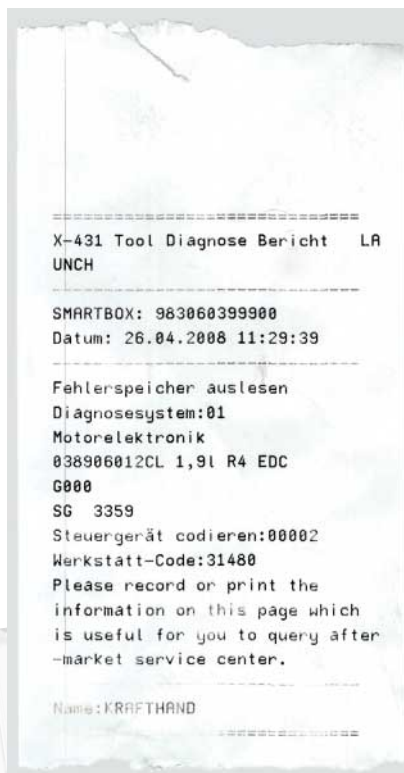 ==============================
X-431 Tool Diagnose Bericht LA
UNCH
------------------------------
SMARTBOX: 983060399900
Datum: 26.04.2008 11:29:39
------------------------------
Fehlerspeicher auslesen
Diagnosesystem:01
Motorelektronik
038906012CL 1,9l R4 EDC
G000
SG 3359
Steuergerät codieren:00002
Werkstatt-Code:31480
Please record or print the
information on this page which
is useful for you to query after
-market service center.
------------------------------
Name:KRAFTHAND
==============================